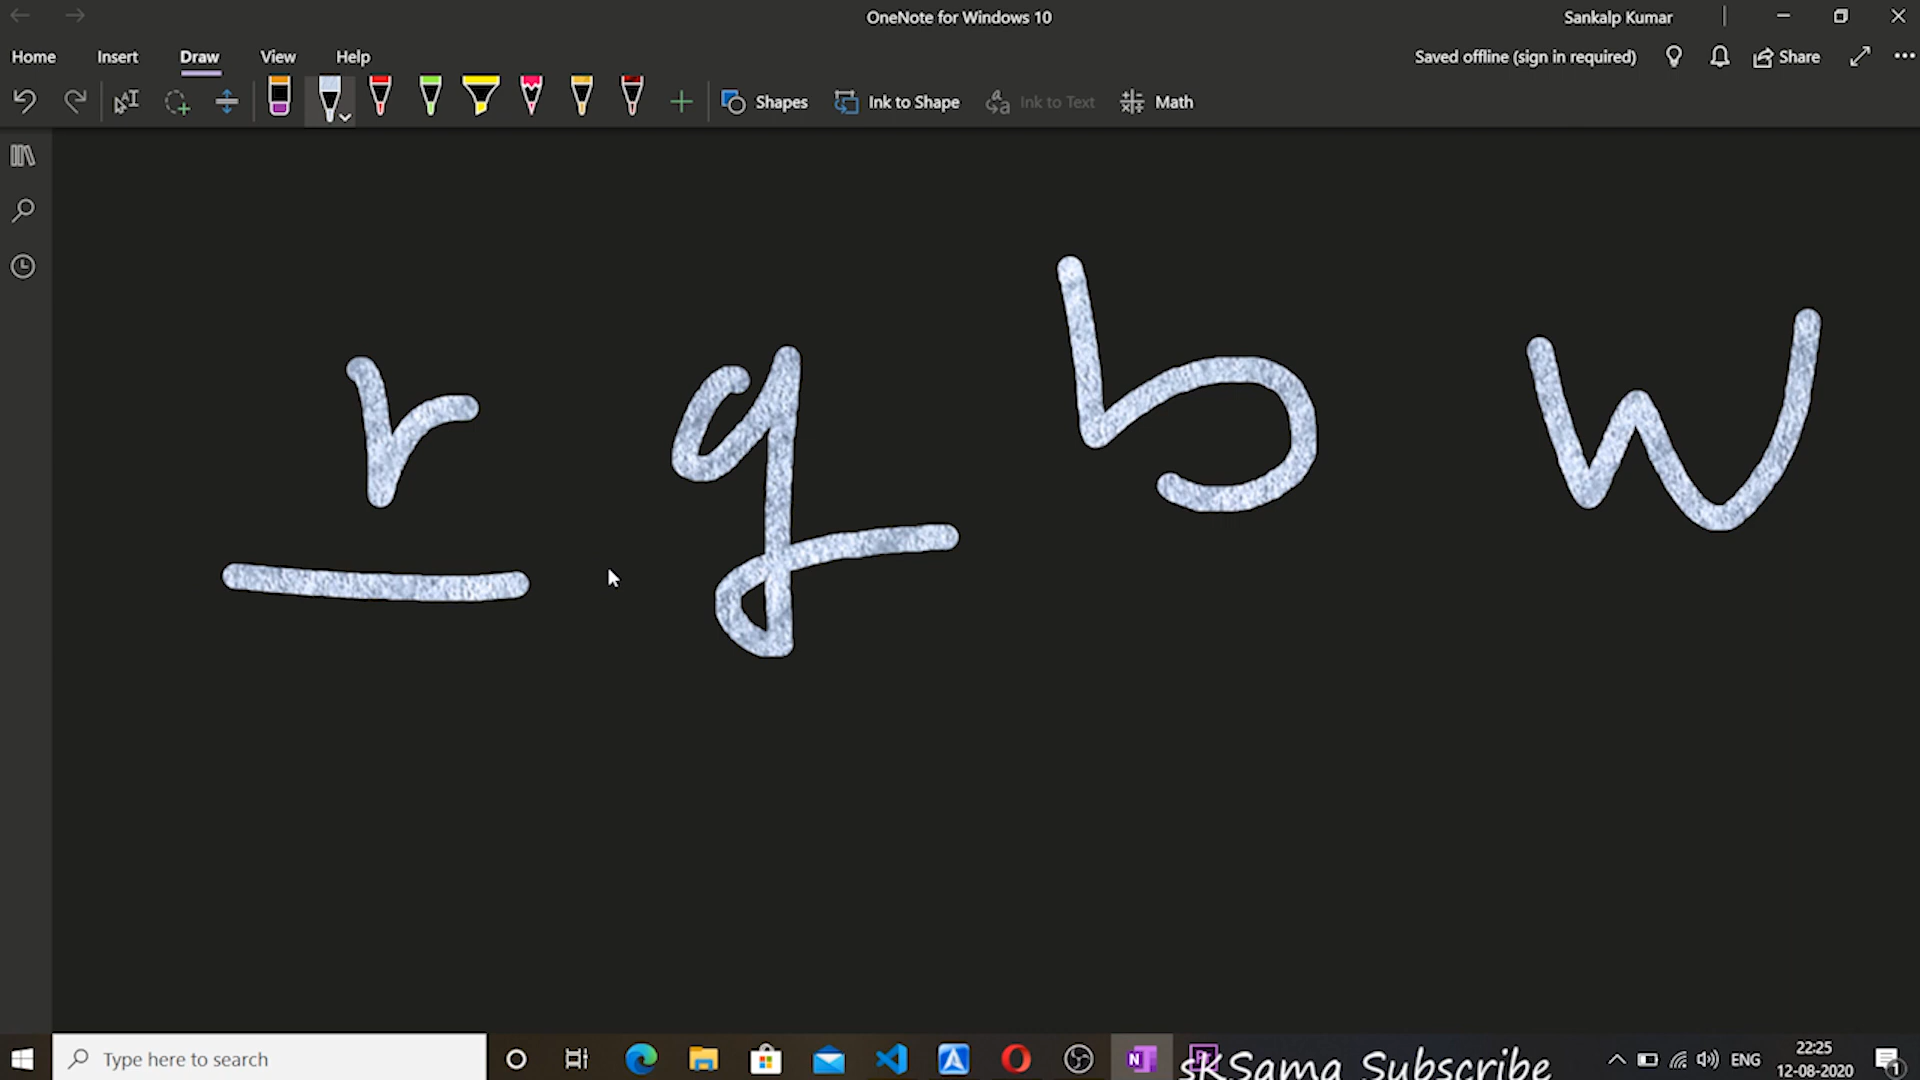 OneNote for Windows 10
Sankalp Kumar
Home Insert Draw View Help
Saved offline (sign in required)
Share
Shapes
Ink to Shape
Ink to Text
Math
r g b w
Type here to search
sKSama Subscribe
ENG
22:25
12-08-2020
1